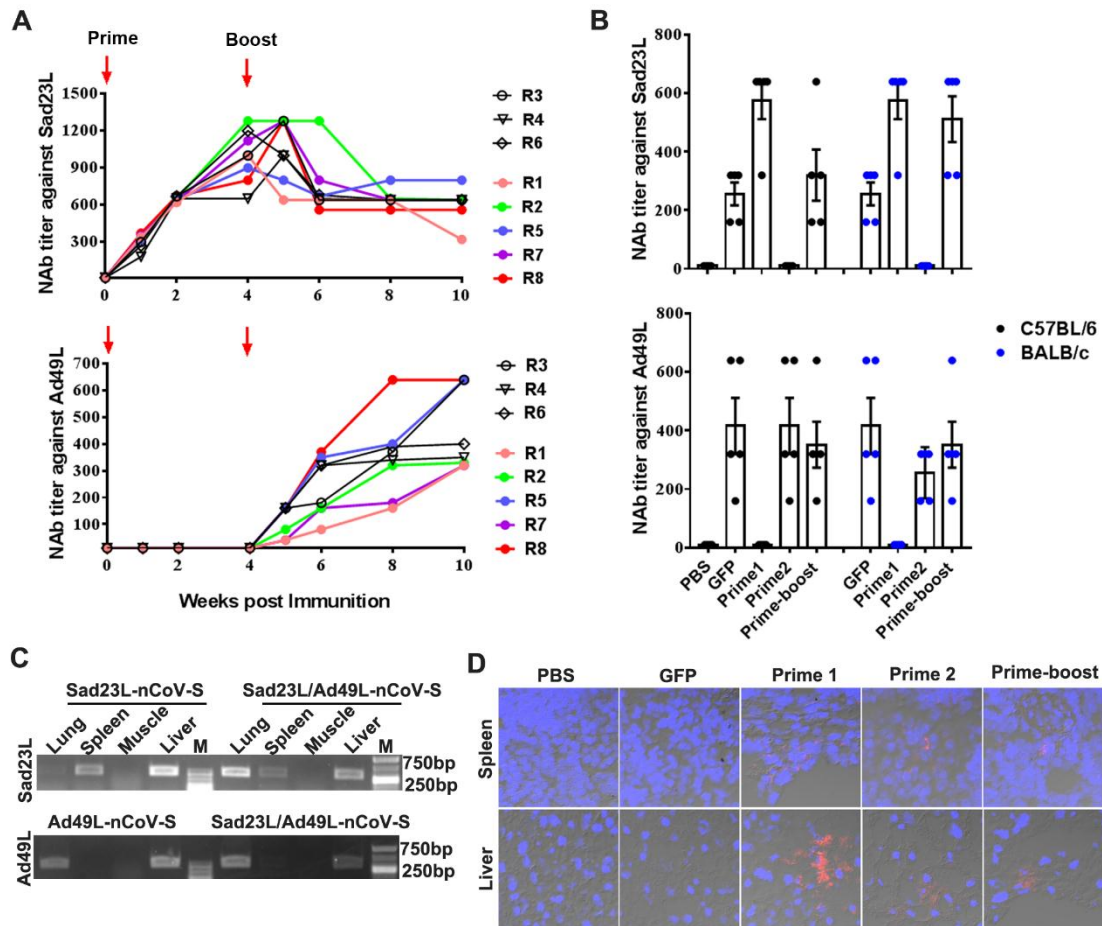 A
Prime
Boost
NAb titer against Sad23L
1500
1200
900
600
300
0
2
4
6
8
10
R3
R4
R6
R1
R2
R5
R7
R8
NAb titer against Ad49L
700
600
500
400
300
200
100
0
2
4
6
8
10
R3
R4
R6
R1
R2
R5
R7
R8
Weeks post Immunition
B
NAb titer against Sad23L
800
600
400
200
0
NAb titer against Ad49L
800
600
400
200
0
C57BL/6
BALB/c
PBS
GFP
Prime1
Prime2
Prime-boost
GFP
Prime1
Prime2
Prime-boost
C
Sad23L-nCoV-S
Sad23L/Ad49L-nCoV-S
Lung
Spleen
Muscle
Liver
M
Lung
Spleen
Muscle
Liver
M
Sad23L
750bp
250bp
Ad49L-nCoV-S
Sad23L/Ad49L-nCoV-S
Ad49L
750bp
250bp
D
PBS
GFP
Prime 1
Prime 2
Prime-boost
Spleen
Liver